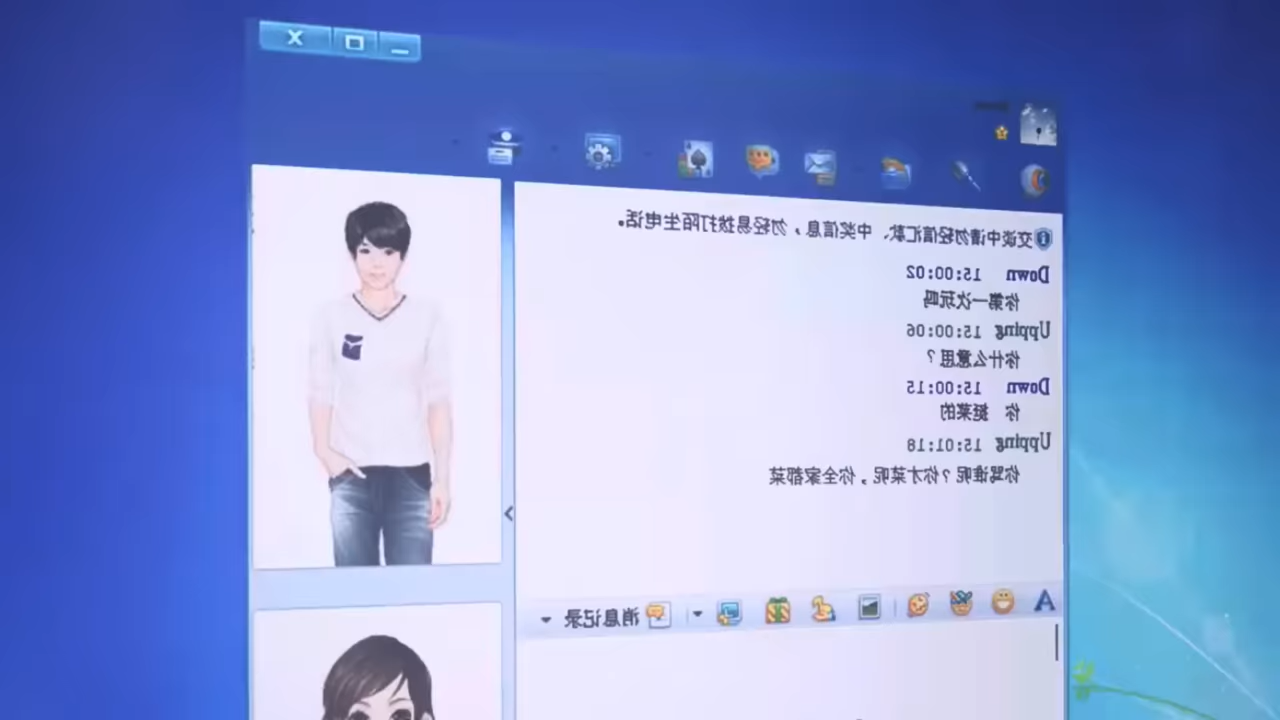 交谈中请勿轻信汇款、中奖信息，勿轻易拨打陌生电话。
Down 15:00:02
你第一次玩吗
Upping 15:00:06
你什么意思？
Down 15:00:15
你 挺菜的
Upping 15:01:18
你骂谁呢？你才菜呢，你全家都菜
消息记录